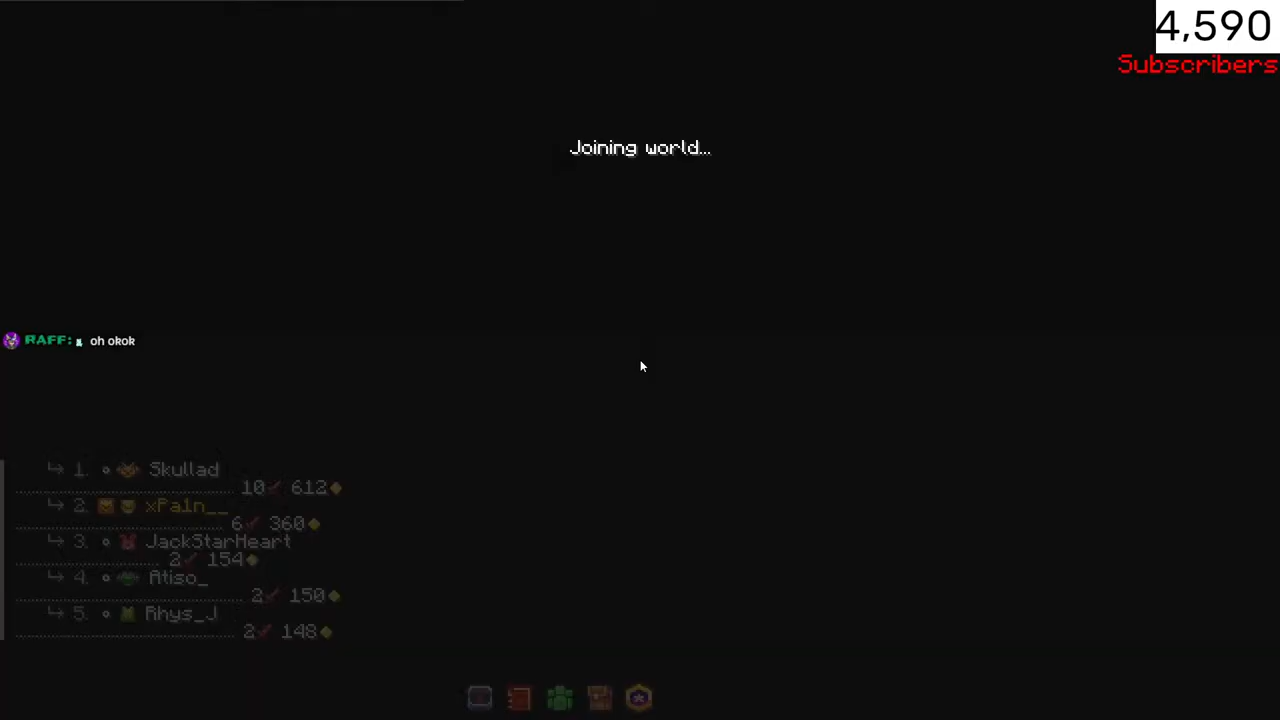 4,590
Subscribers
Joining world...
RAFF: oh okok
1. Skullad
10 612
2. xPa1n__
6 360
3. JackStarHeart
2 154
4. Atiso_
2 150
5. Rhys_J
2 148